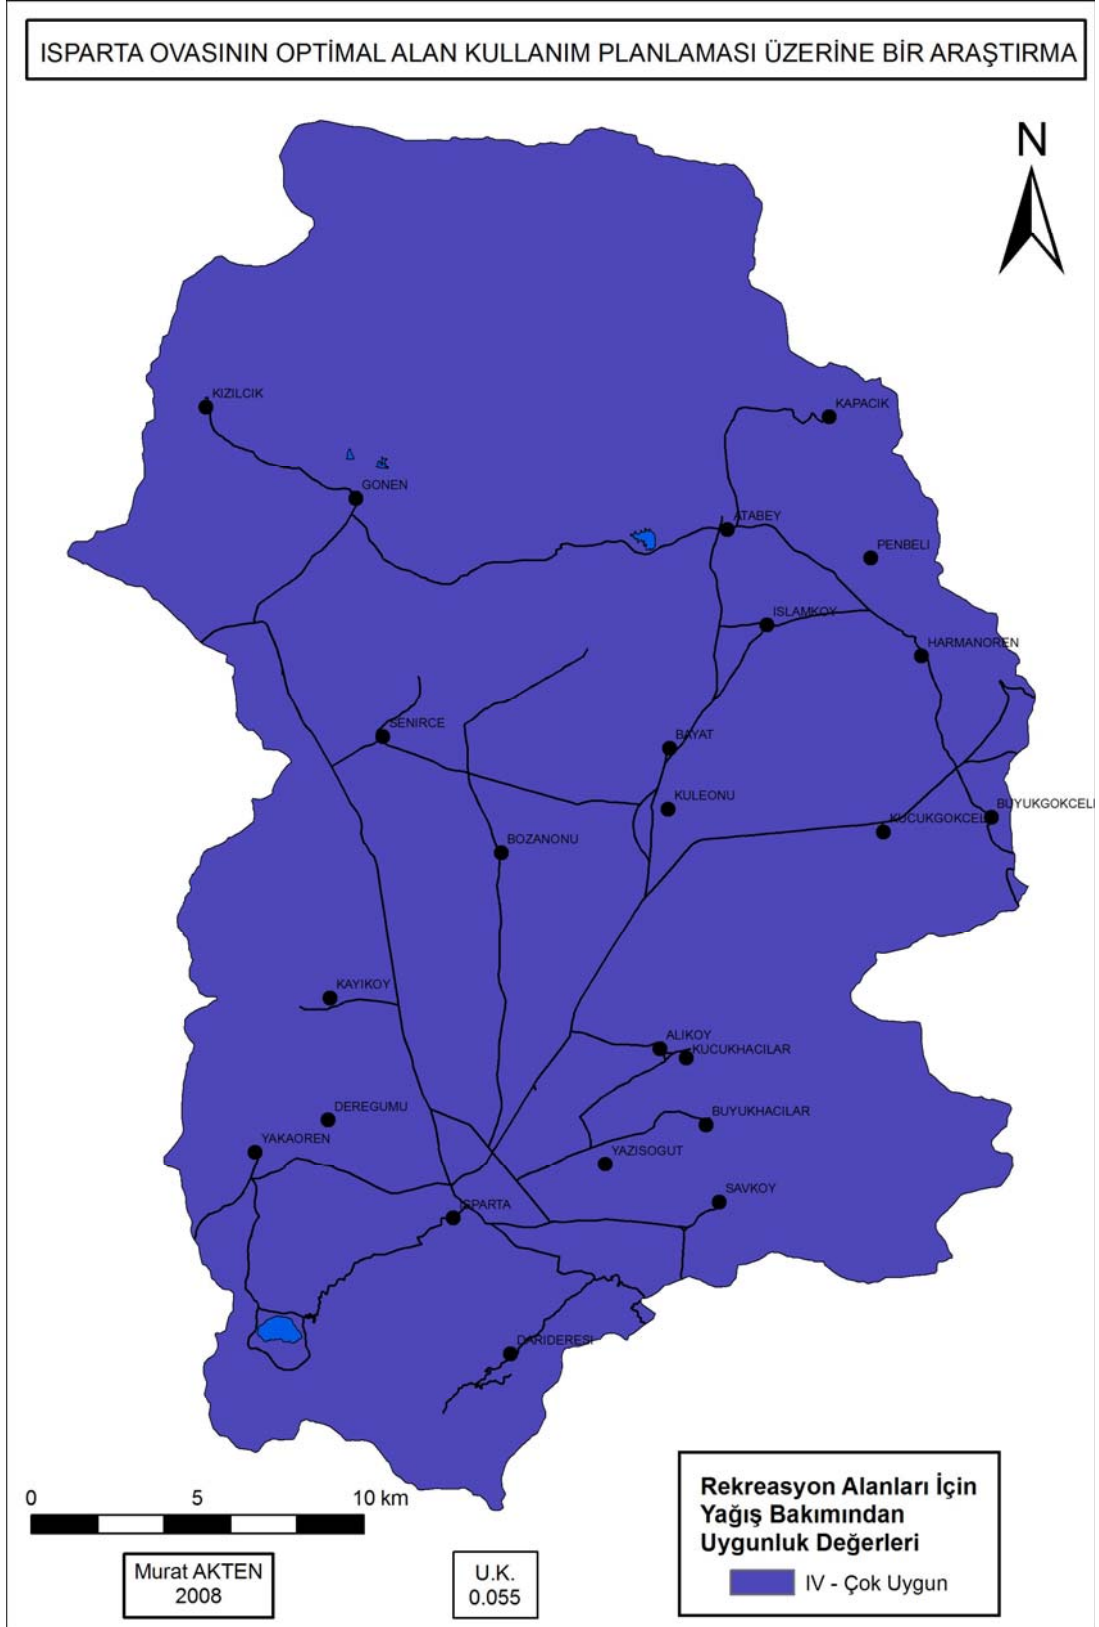 ISPARTA OVASININ OPTİMAL ALAN KULLANIM PLANLAMASI ÜZERİNE BİR ARAŞTIRMA
N
KIZILCIK
KAPACIK
GONEN
ATABEY
PENBELI
ISLAMKOY
HARMANOREN
SENIRCE
BAYAT
KULEONU
BUYUKGOKCELI
KUCUKGOKCELI
BOZANONU
KAYIKOY
ALIKOY
KUCUKHACILAR
DEREGUMU
BUYUKHACILAR
YAKAOREN
YAZISOGUT
SAVKOY
ISPARTA
DARIDERESI
0 5 10 km
Murat AKTEN
2008
U.K.
0.055
Rekreasyon Alanları İçin
Yağış Bakımından
Uygunluk Değerleri
IV - Çok Uygun